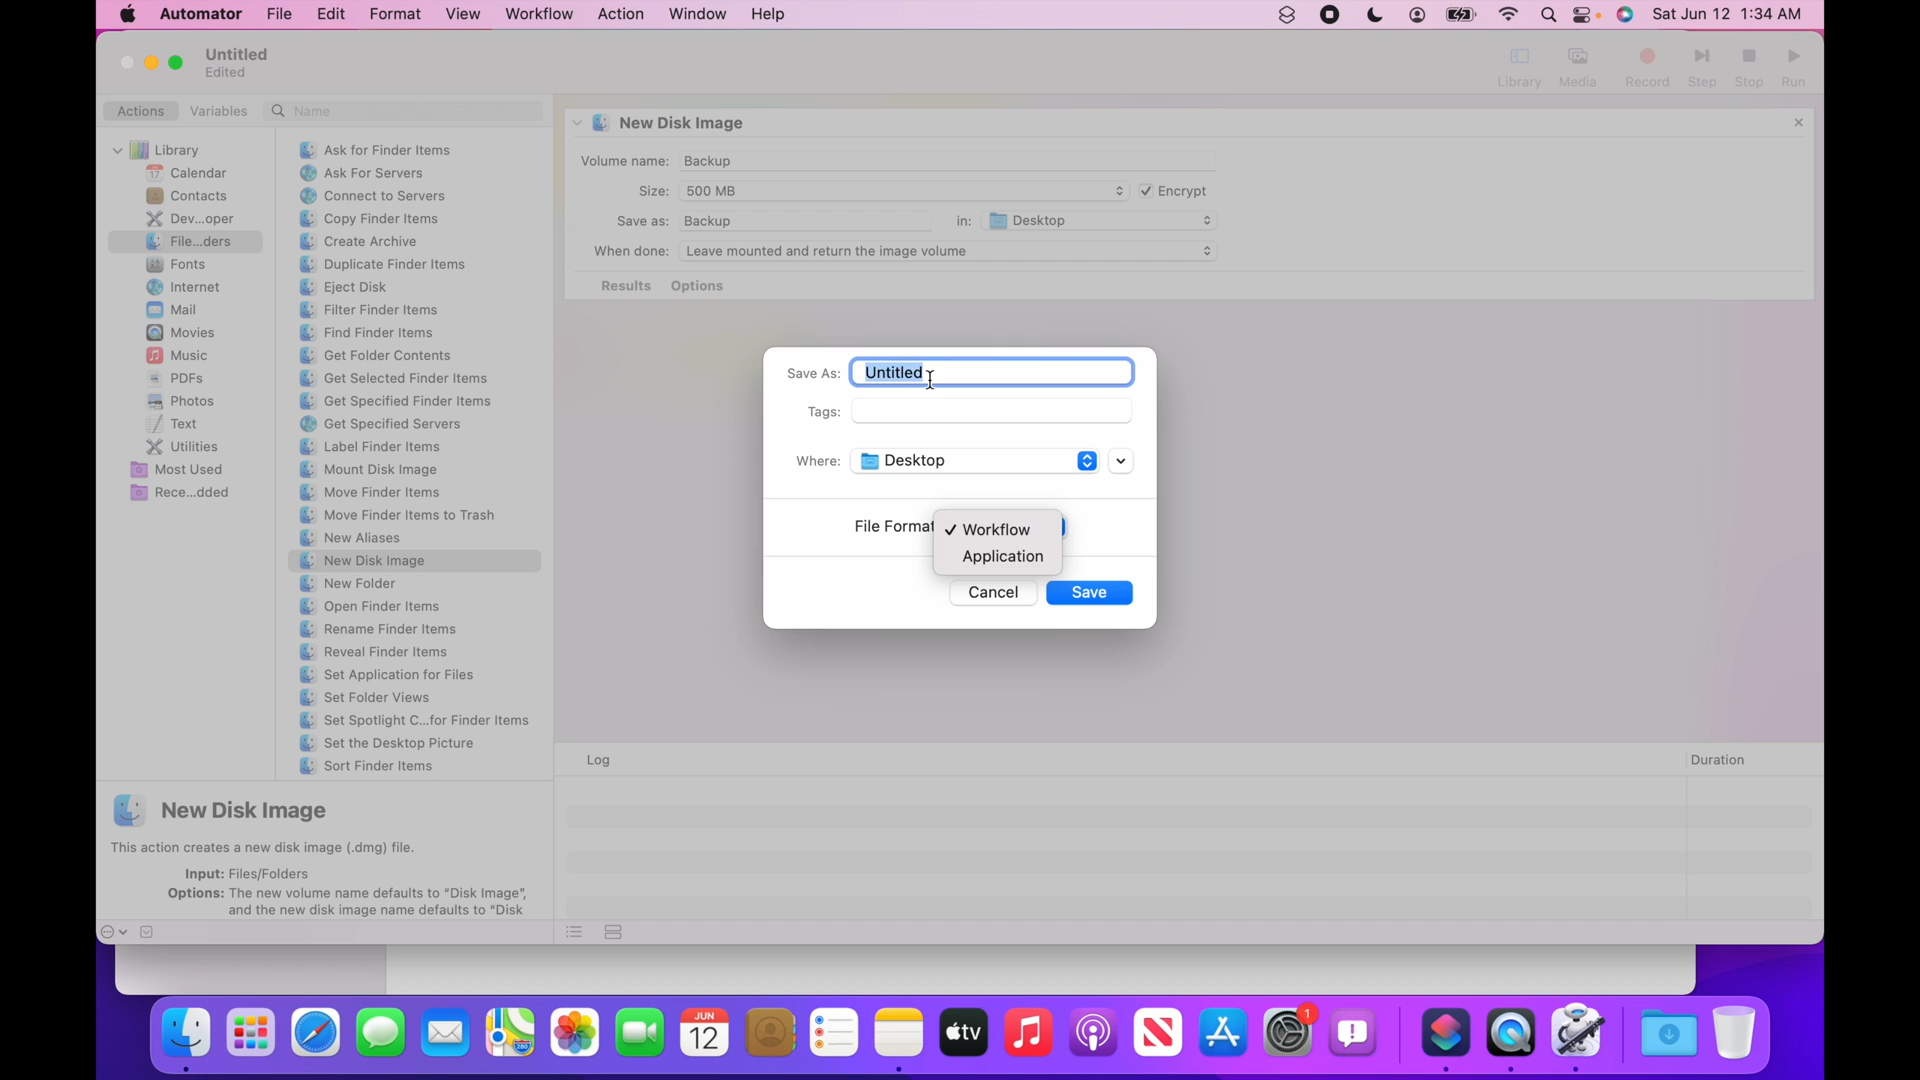 Automator File Edit Format View Workflow Action Window Help Sat Jun 12 1:34 AM
Untitled
Edited
Library Media Record Step Stop Run
Actions Variables Name
Library
Calendar
Contacts
Dev...oper
File...ders
Fonts
Internet
Mail
Movies
Music
PDFs
Photos
Text
Utilities
Most Used
Rece...dded
Ask for Finder Items
Ask For Servers
Connect to Servers
Copy Finder Items
Create Archive
Duplicate Finder Items
Eject Disk
Filter Finder Items
Find Finder Items
Get Folder Contents
Get Selected Finder Items
Get Specified Finder Items
Get Specified Servers
Label Finder Items
Mount Disk Image
Move Finder Items
Move Finder Items to Trash
New Aliases
New Disk Image
New Folder
Open Finder Items
Rename Finder Items
Reveal Finder Items
Set Application for Files
Set Folder Views
Set Spotlight C...for Finder Items
Set the Desktop Picture
Sort Finder Items
New Disk Image
This action creates a new disk image (.dmg) file.
Input: Files/Folders
Options: The new volume name defaults to “Disk Image”,
and the new disk image name defaults to “Disk
New Disk Image
Volume name: Backup
Size: 500 MB Encrypt
Save as: Backup in: Desktop
When done: Leave mounted and return the image volume
Results Options
Save As: Untitled
Tags:
Where: Desktop
File Format
Workflow
Application
Cancel Save
Log Duration
17
JUN
12
280
tv
1